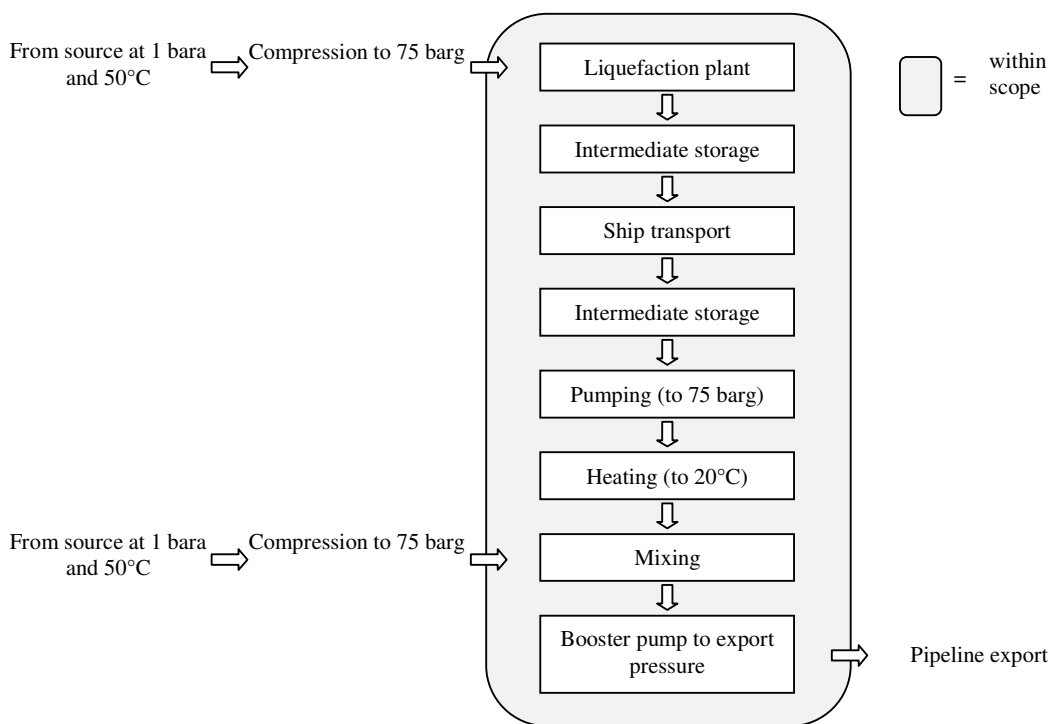 From source at 1 bara
and 50°C
Compression to 75 barg
Liquefaction plant
=
within
scope
Intermediate storage
Ship transport
Intermediate storage
Pumping (to 75 barg)
Heating (to 20°C)
From source at 1 bara
and 50°C
Compression to 75 barg
Mixing
Booster pump to export
pressure
Pipeline export